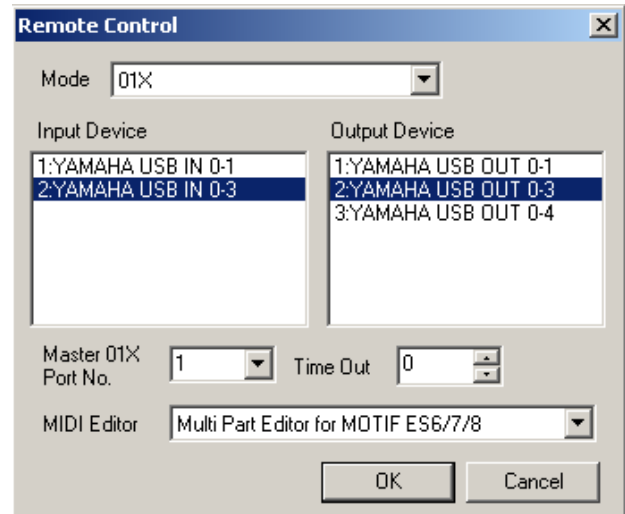 Remote Control
Mode 01X
Input Device Output Device
1:YAMAHA USB IN 0-1 1:YAMAHA USB OUT 0-1
2:YAMAHA USB IN 0-3 2:YAMAHA USB OUT 0-3
3:YAMAHA USB OUT 0-4
Master 01X
Port No. 1 Time Out 0
MIDI Editor Multi Part Editor for MOTIF ES6/7/8
OK Cancel